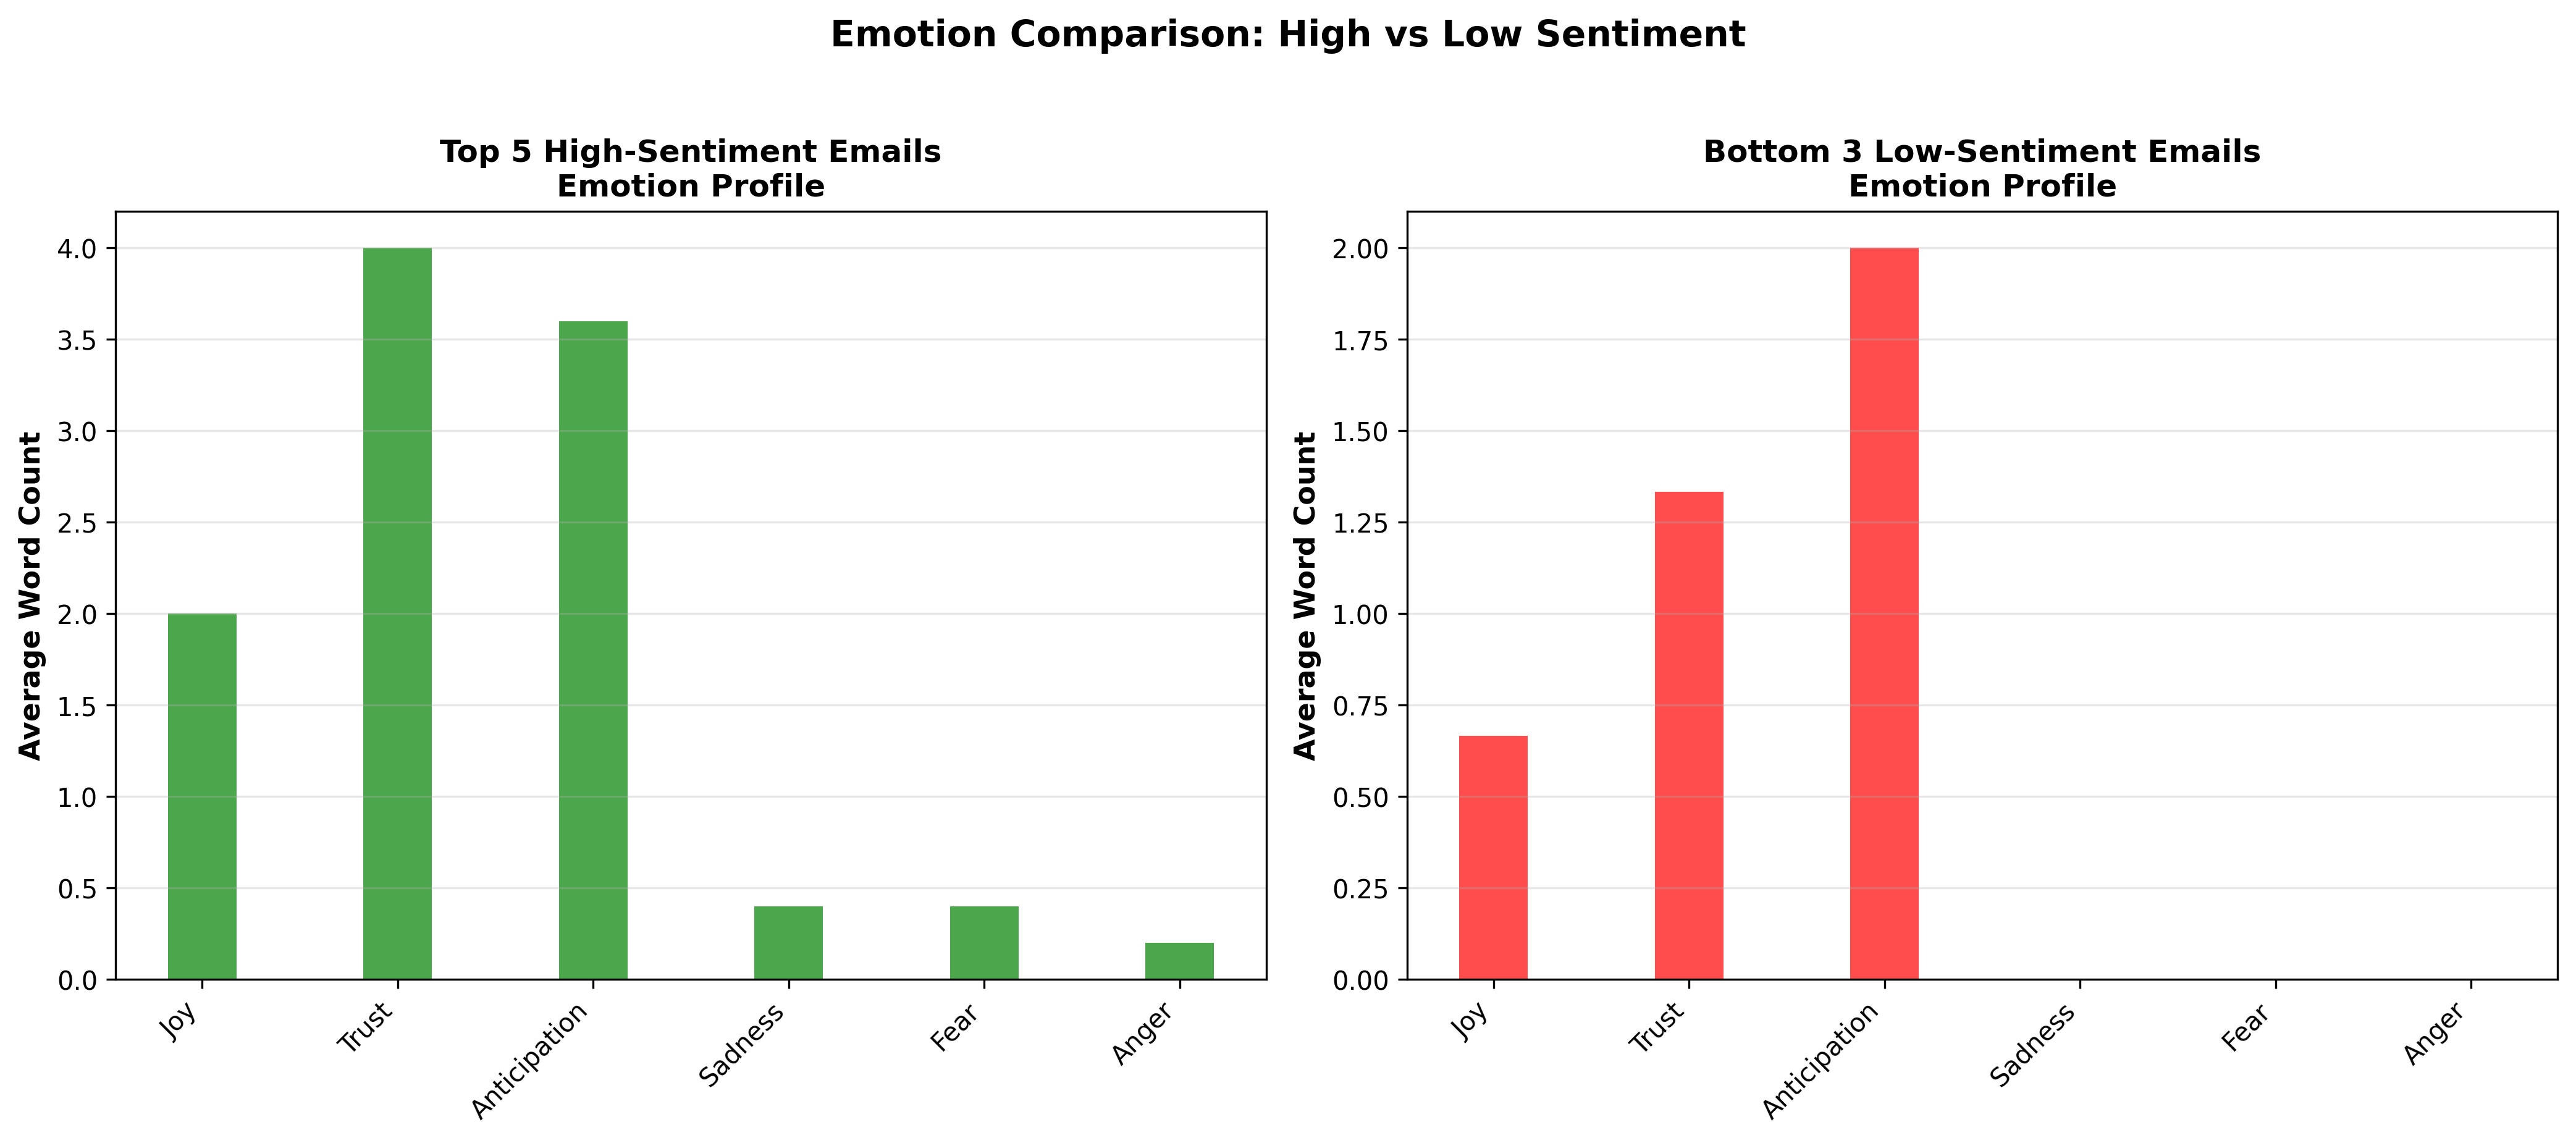 Emotion Comparison: High vs Low Sentiment
Top 5 High-Sentiment Emails
Emotion Profile
Average Word Count
4.0
3.5
3.0
2.5
2.0
1.5
1.0
0.5
0.0
Joy
Trust
Anticipation
Sadness
Fear
Anger
Bottom 3 Low-Sentiment Emails
Emotion Profile
Average Word Count
2.00
1.75
1.50
1.25
1.00
0.75
0.50
0.25
0.00
Joy
Trust
Anticipation
Sadness
Fear
Anger